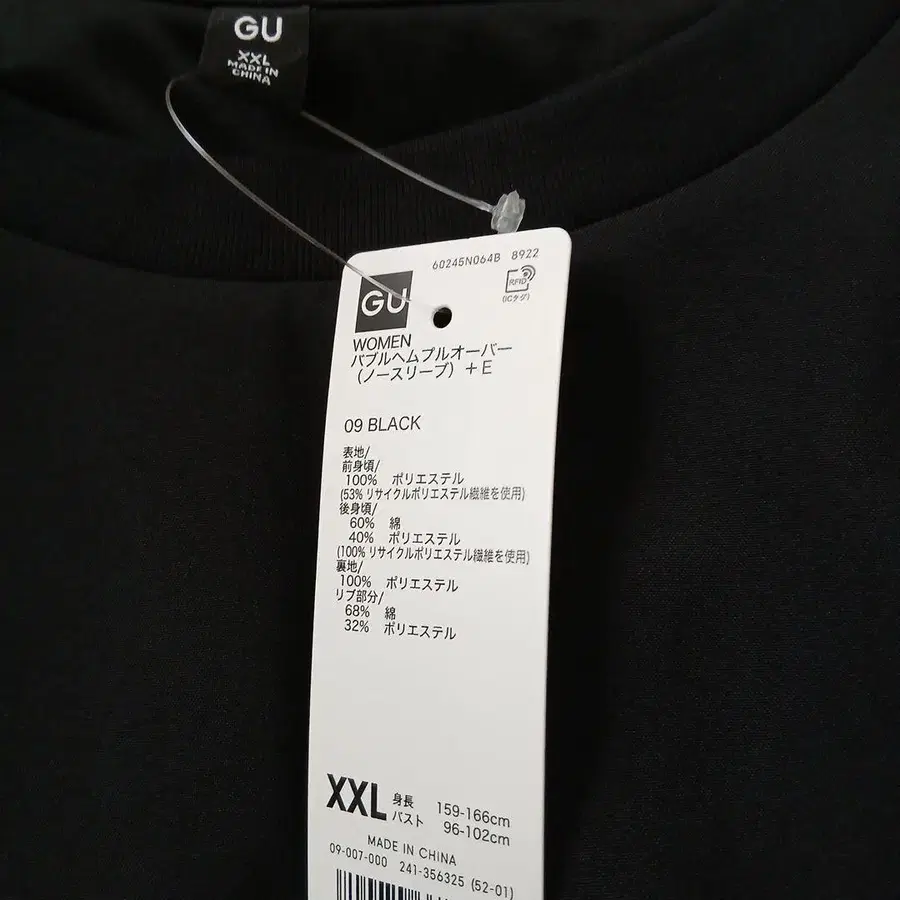 GU
XXL
MADE IN
CHINA
60245N064B 8922
GU
RFID
(ICタグ)
WOMEN
バブルヘムプルオーバー
(ノースリーブ)+E
09 BLACK
表地/
前身頃/
100% ポリエステル
(53% リサイクルポリエステル繊維を使用)
後身頃/
60% 綿
40% ポリエステル
(100% リサイクルポリエステル繊維を使用)
裏地/
100% ポリエステル
リブ部分/
68% 綿
32% ポリエステル
XXL
身長 159-166cm
バスト 96-102cm
MADE IN CHINA
09-007-000 241-356325 (52-01)